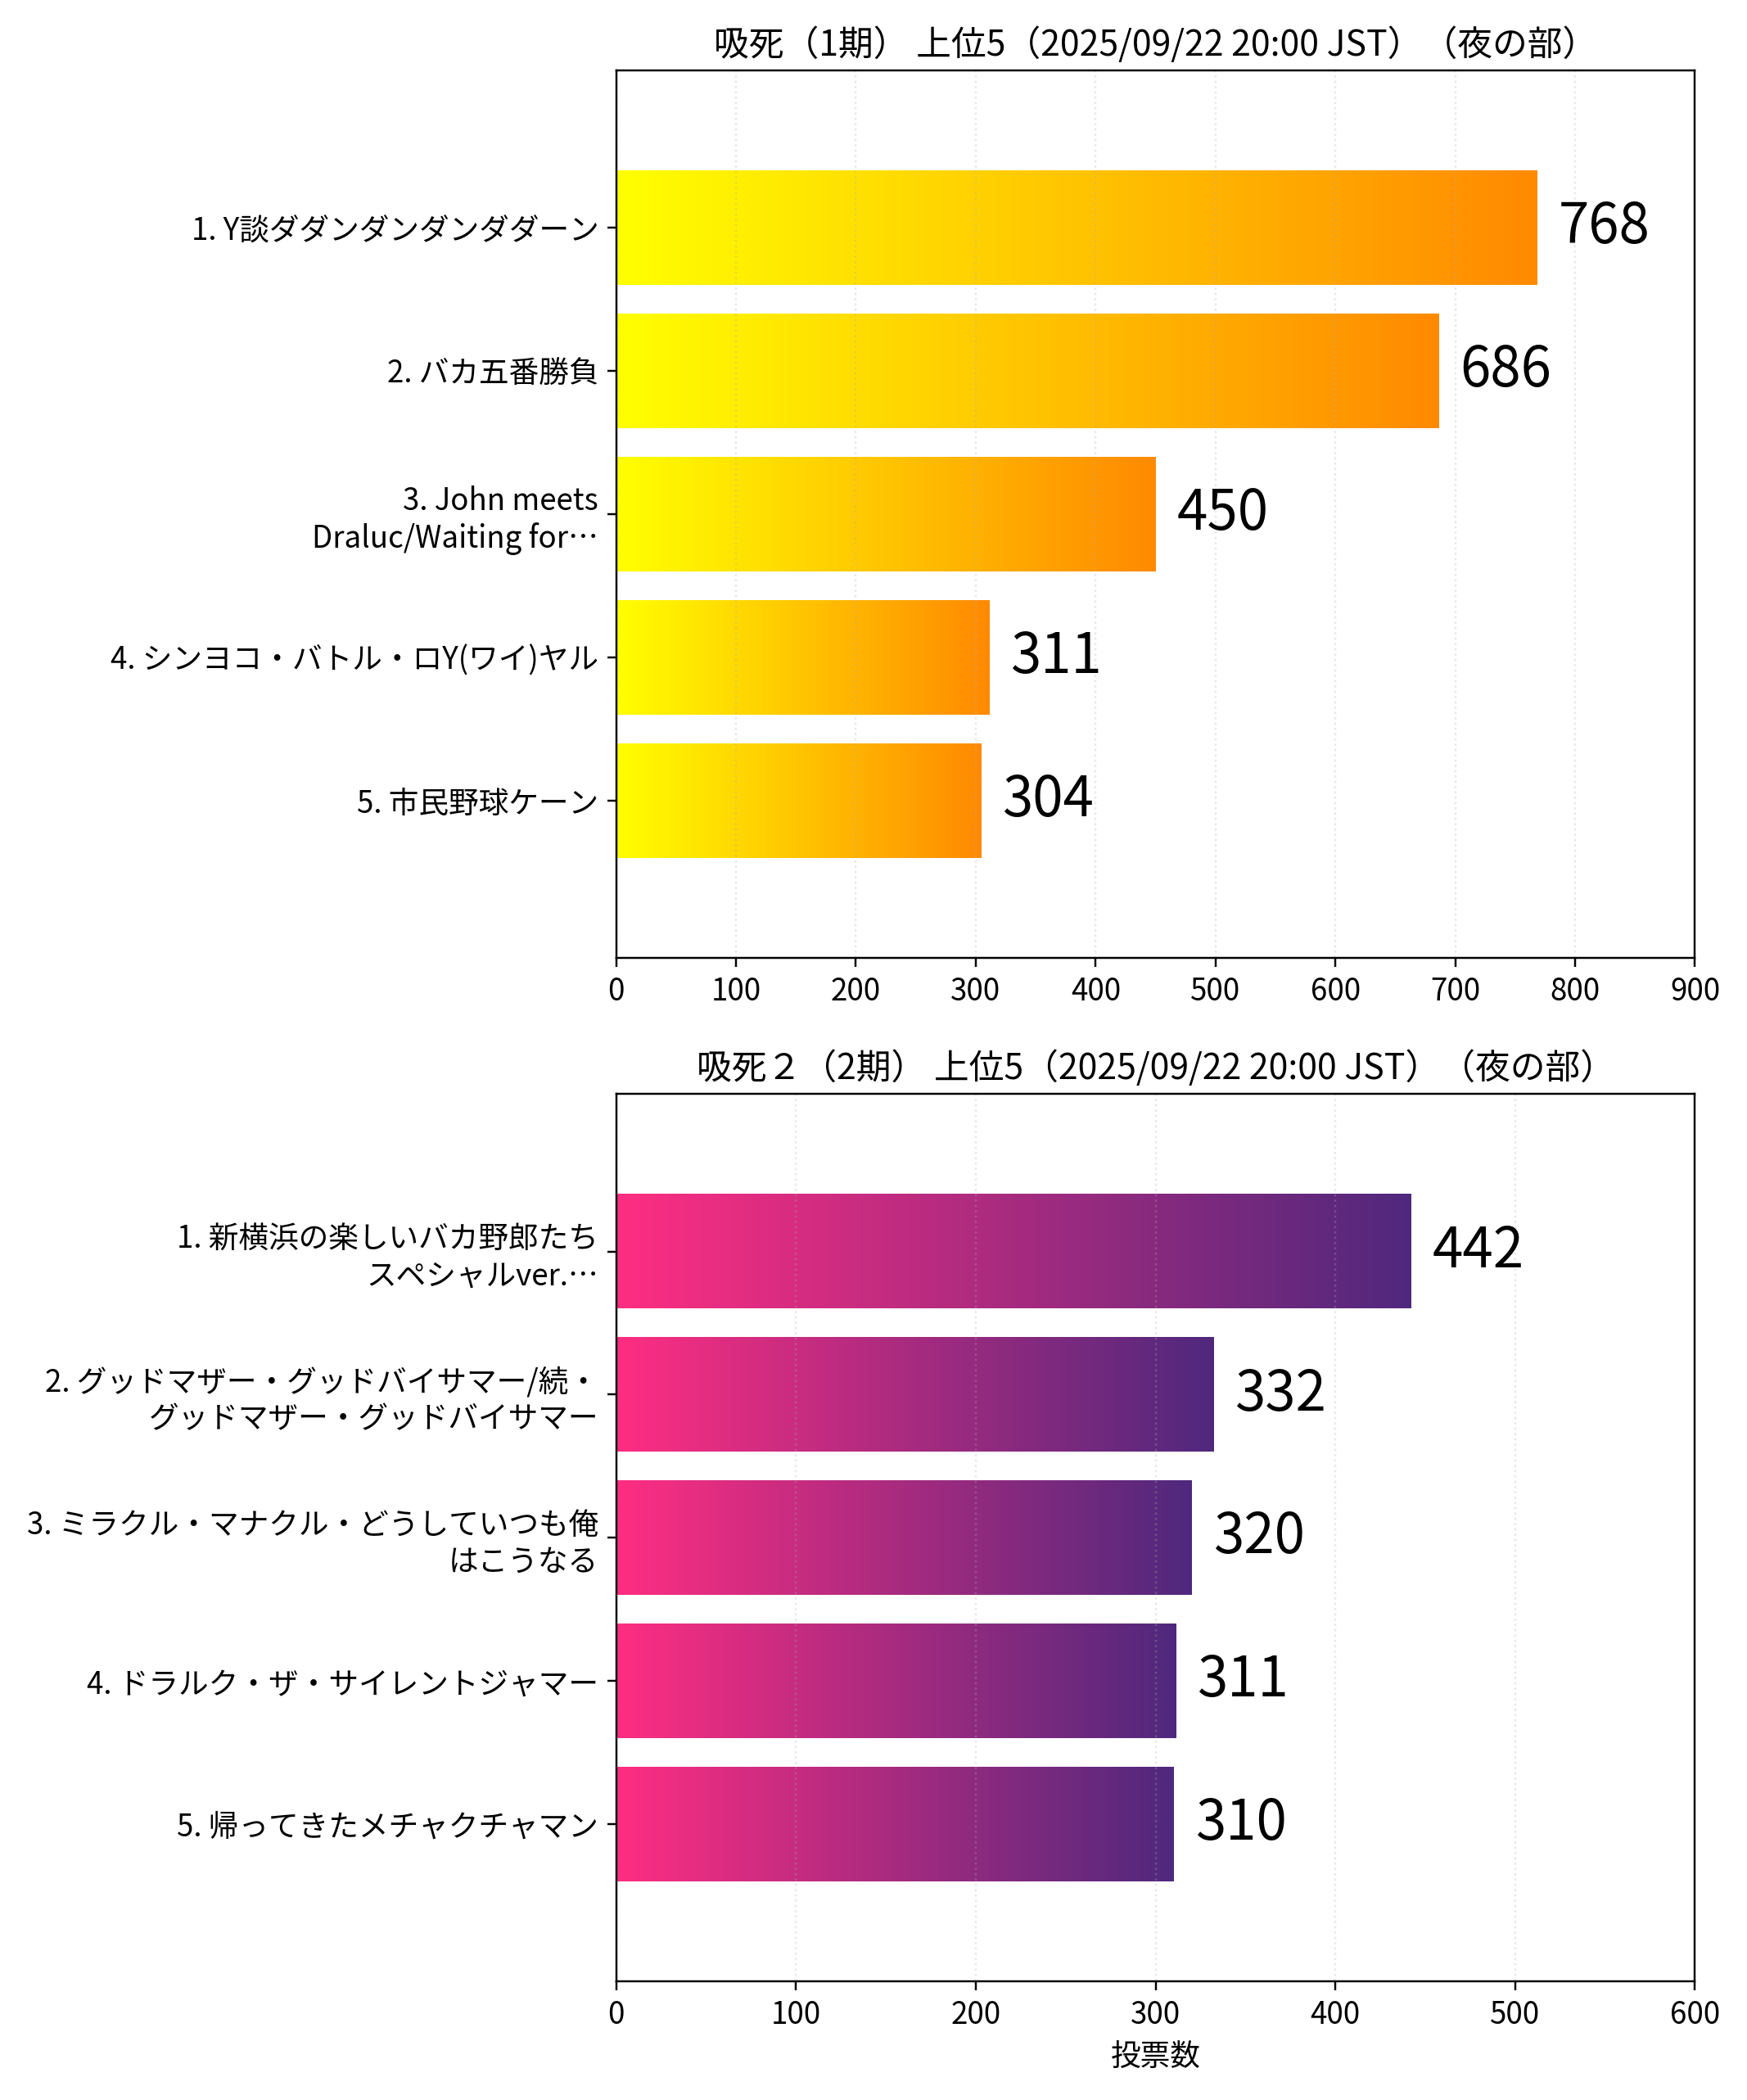 吸死（1期） 上位5（2025/09/22 20:00 JST）（夜の部）
1. Y談ダダンダンダンダダーン
768
2. バカ五番勝負
686
3. John meets
Draluc/Waiting for…
450
4. シンヨコ・バトル・ロY(ワイ)ヤル
311
5. 市民野球ケーン
304
0 100 200 300 400 500 600 700 800 900
吸死２（2期） 上位5（2025/09/22 20:00 JST）（夜の部）
1. 新横浜の楽しいバカ野郎たち
スペシャルver.…
442
2. グッドマザー・グッドバイサマー/続・
グッドマザー・グッドバイサマー
332
3. ミラクル・マナクル・どうしていつも俺
はこうなる
320
4. ドラルク・ザ・サイレントジャマー
311
5. 帰ってきたメチャクチャマン
310
0 100 200 300 400 500 600
投票数